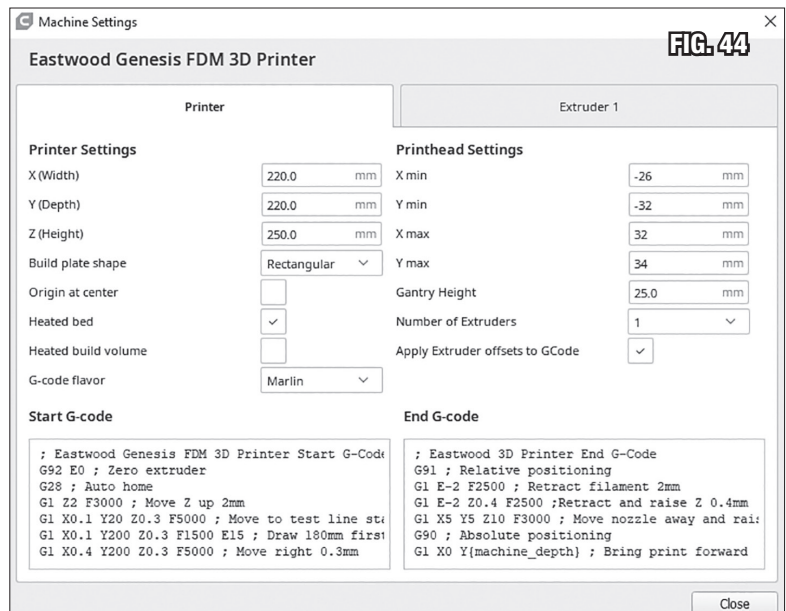 Machine Settings
FIG. 44
Eastwood Genesis FDM 3D Printer
Printer
Extruder 1
Printer Settings
X (Width)
220.0 mm
Y (Depth)
220.0 mm
Z (Height)
250.0 mm
Build plate shape
Rectangular
Origin at center
Heated bed
Heated build volume
G-code flavor
Marlin
Printhead Settings
X min
-26 mm
Y min
-32 mm
X max
32 mm
Y max
34 mm
Gantry Height
25.0 mm
Number of Extruders
1
Apply Extruder offsets to GCode
Start G-code
; Eastwood Genesis FDM 3D Printer Start G-Code
G92 E0 ; Zero extruder
G28 ; Auto home
G1 Z2 F3000 ; Move Z up 2mm
G1 X0.1 Y20 Z0.3 F5000 ; Move to test line sta
G1 X0.1 Y200 Z0.3 F1500 E15 ; Draw 180mm first
G1 X0.4 Y200 Z0.3 F5000 ; Move right 0.3mm
End G-code
; Eastwood 3D Printer End G-Code
G91 ; Relative positioning
G1 E-2 F2500 ; Retract filament 2mm
G1 E-2 Z0.4 F2500 ;Retract and raise Z 0.4mm
G1 X5 Y5 Z10 F3000 ; Move nozzle away and rais
G90 ; Absolute positioning
G1 X0 Y{machine_depth} ; Bring print forward
Close